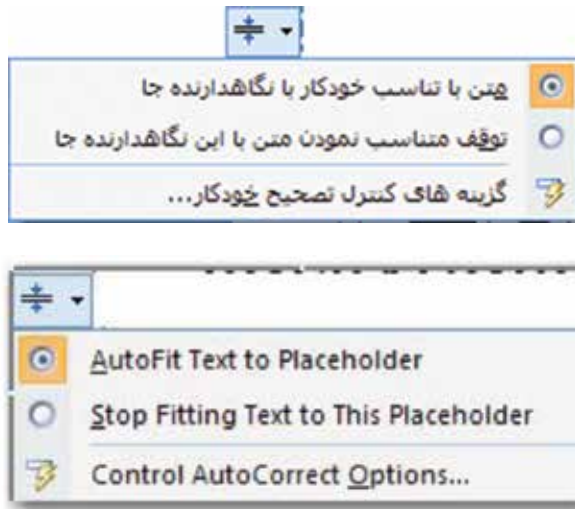 متن با تناسب خودکار با نگاهدارنده جا
توقف متناسب نمودن متن با این نگاهدارنده جا
گزینه های کنترل تصحیح خودکار...
AutoFit Text to Placeholder
Stop Fitting Text to This Placeholder
Control AutoCorrect Options...